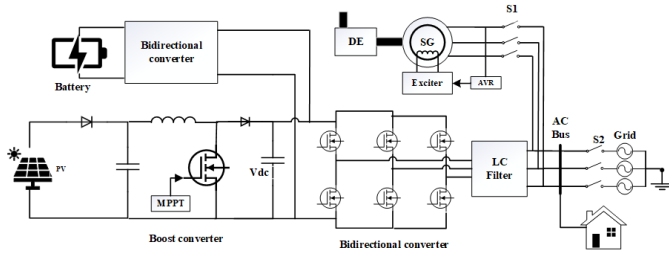 S1
DE
SG
Bidirectional
converter
Battery
Exciter
AVR
AC
Bus
S2
Grid
PV
MPPT
Vdc
LC
Filter
Boost converter
Bidirectional converter